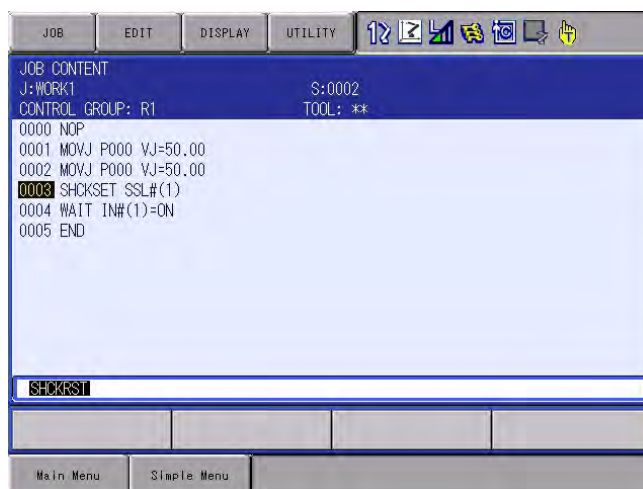 JOB EDIT DISPLAY UTILITY
JOB CONTENT
J:WORK1 S:0002
CONTROL GROUP: R1 TOOL: **
0000 NOP
0001 MOVJ P000 VJ=50.00
0002 MOVJ P000 VJ=50.00
0003 SHCKSET SSL#(1)
0004 WAIT IN#(1)=ON
0005 END
SHCKRST
Main Menu Simple Menu